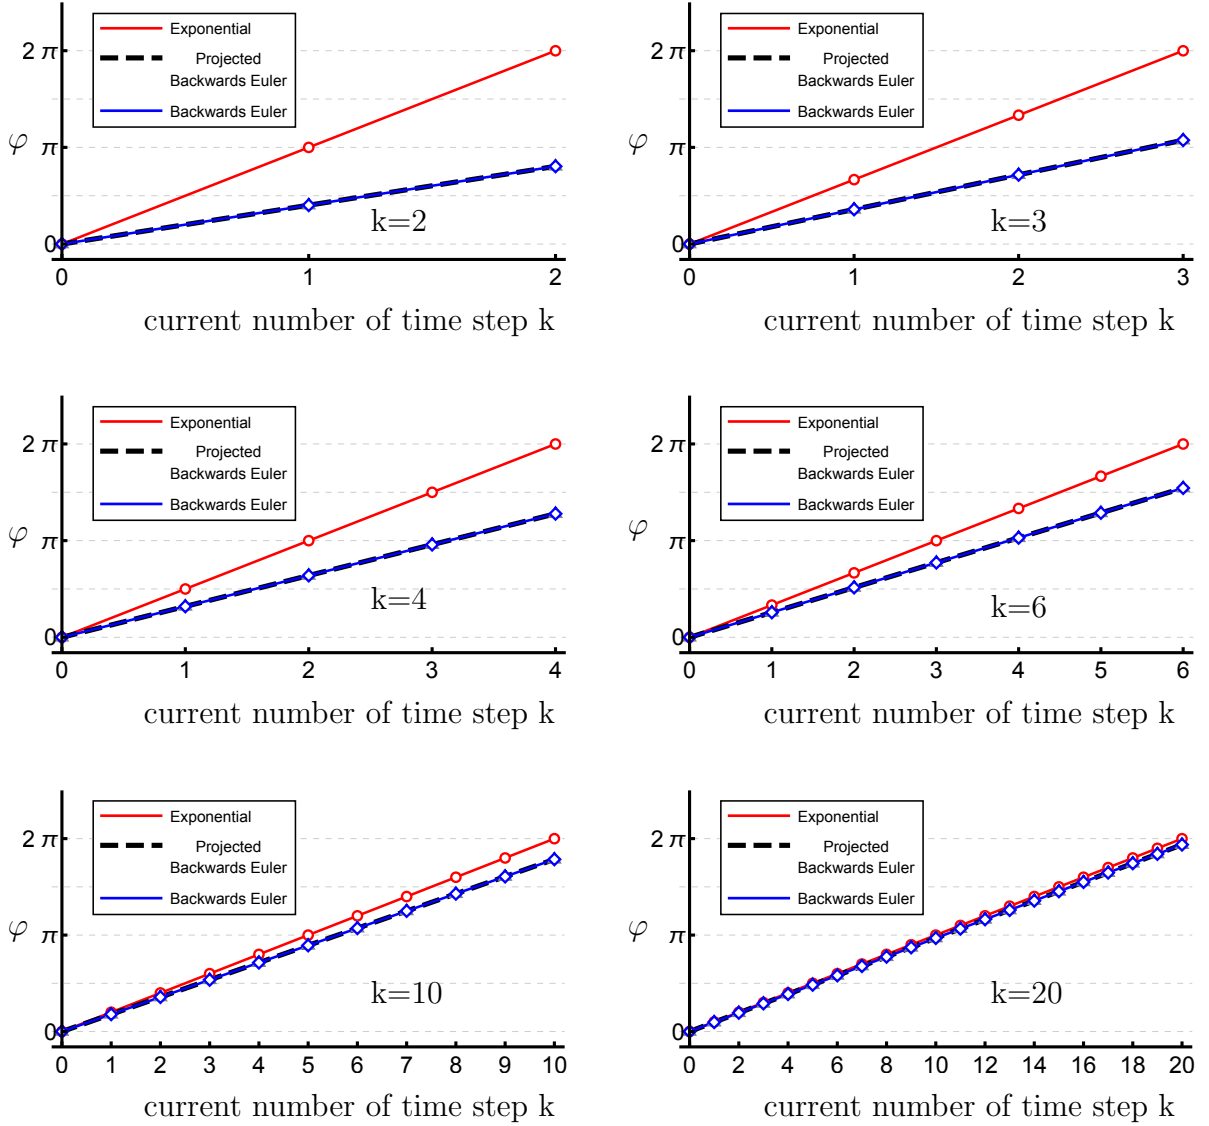 Exponential
Projected
Backwards Euler
Backwards Euler
2 π
π
0
φ
k=2
0 1 2
current number of time step k
Exponential
Projected
Backwards Euler
Backwards Euler
2 π
π
0
φ
k=3
0 1 2 3
current number of time step k
Exponential
Projected
Backwards Euler
Backwards Euler
2 π
π
0
φ
k=4
0 1 2 3 4
current number of time step k
Exponential
Projected
Backwards Euler
Backwards Euler
2 π
π
0
φ
k=6
0 1 2 3 4 5 6
current number of time step k
Exponential
Projected
Backwards Euler
Backwards Euler
2 π
π
0
φ
k=10
0 1 2 3 4 5 6 7 8 9 10
current number of time step k
Exponential
Projected
Backwards Euler
Backwards Euler
2 π
π
0
φ
k=20
0 2 4 6 8 10 12 14 16 18 20
current number of time step k